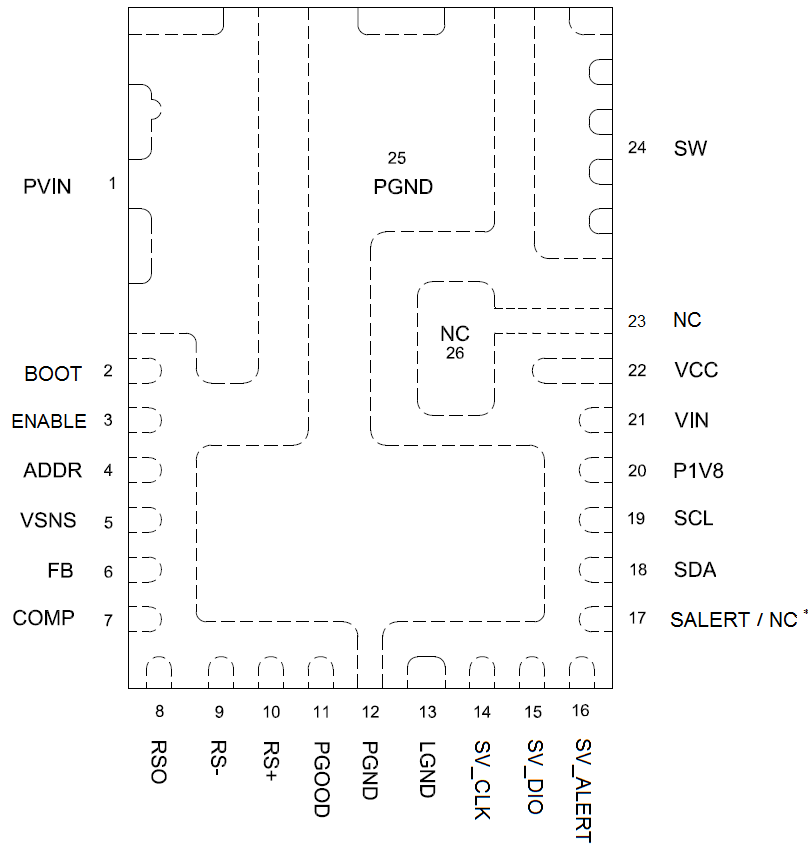 25
PGND
24 SW
PVIN 1
23 NC
NC
26
BOOT 2
22 VCC
ENABLE 3
21 VIN
ADDR 4
20 P1V8
VSNS 5
19 SCL
FB 6
18 SDA
COMP 7
17 SALERT / NC*
8 9 10 11 12 13 14 15 16
RSO
RS-
RS+
PGOOD
PGND
LGND
SV_CLK
SV_DIO
SV_ALERT